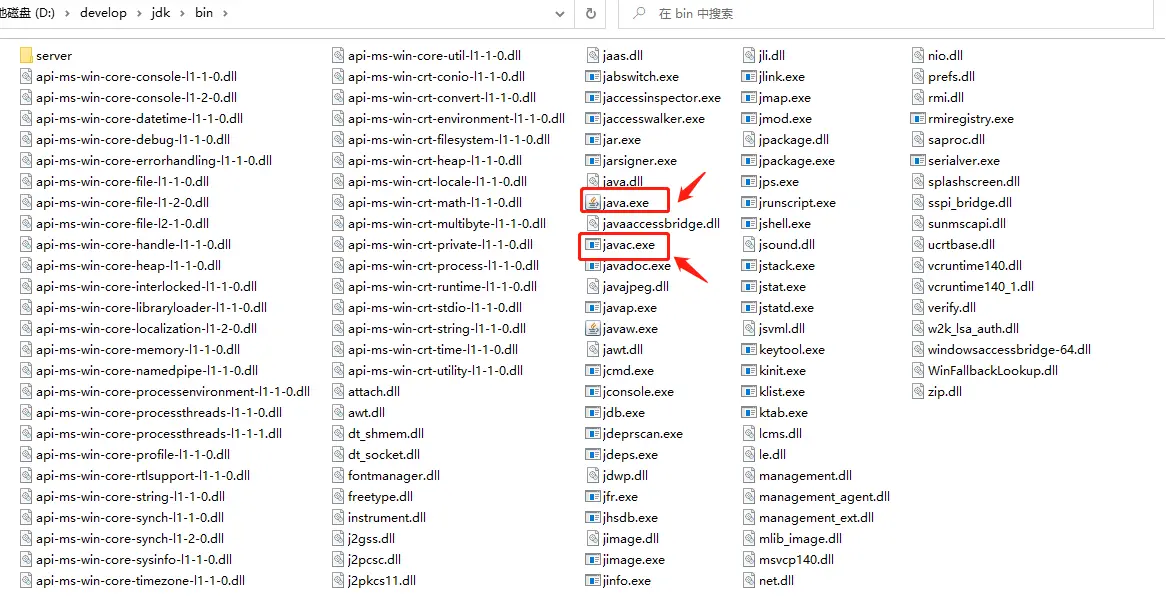 地磁盘 (D:) › develop › jdk › bin ›
在 bin 中搜索
server
api-ms-win-core-console-l1-1-0.dll
api-ms-win-core-console-l1-2-0.dll
api-ms-win-core-datetime-l1-1-0.dll
api-ms-win-core-debug-l1-1-0.dll
api-ms-win-core-errorhandling-l1-1-0.dll
api-ms-win-core-file-l1-1-0.dll
api-ms-win-core-file-l1-2-0.dll
api-ms-win-core-file-l2-1-0.dll
api-ms-win-core-handle-l1-1-0.dll
api-ms-win-core-heap-l1-1-0.dll
api-ms-win-core-interlocked-l1-1-0.dll
api-ms-win-core-libraryloader-l1-1-0.dll
api-ms-win-core-localization-l1-2-0.dll
api-ms-win-core-memory-l1-1-0.dll
api-ms-win-core-namedpipe-l1-1-0.dll
api-ms-win-core-processenvironment-l1-1-0.dll
api-ms-win-core-processthreads-l1-1-0.dll
api-ms-win-core-processthreads-l1-1-1.dll
api-ms-win-core-profile-l1-1-0.dll
api-ms-win-core-rtlsupport-l1-1-0.dll
api-ms-win-core-string-l1-1-0.dll
api-ms-win-core-synch-l1-1-0.dll
api-ms-win-core-synch-l1-2-0.dll
api-ms-win-core-sysinfo-l1-1-0.dll
api-ms-win-core-timezone-l1-1-0.dll
api-ms-win-core-util-l1-1-0.dll
api-ms-win-crt-conio-l1-1-0.dll
api-ms-win-crt-convert-l1-1-0.dll
api-ms-win-crt-environment-l1-1-0.dll
api-ms-win-crt-filesystem-l1-1-0.dll
api-ms-win-crt-heap-l1-1-0.dll
api-ms-win-crt-locale-l1-1-0.dll
api-ms-win-crt-math-l1-1-0.dll
api-ms-win-crt-multibyte-l1-1-0.dll
api-ms-win-crt-private-l1-1-0.dll
api-ms-win-crt-process-l1-1-0.dll
api-ms-win-crt-runtime-l1-1-0.dll
api-ms-win-crt-stdio-l1-1-0.dll
api-ms-win-crt-string-l1-1-0.dll
api-ms-win-crt-time-l1-1-0.dll
api-ms-win-crt-utility-l1-1-0.dll
attach.dll
awt.dll
dt_shmem.dll
dt_socket.dll
fontmanager.dll
freetype.dll
instrument.dll
j2gss.dll
j2pcsc.dll
j2pkcs11.dll
jaas.dll
jabswitch.exe
jaccessinspector.exe
jaccesswalker.exe
jar.exe
jarsigner.exe
java.dll
java.exe
javaaccessbridge.dll
javac.exe
javadoc.exe
javajpeg.dll
javap.exe
javaw.exe
jawt.dll
jcmd.exe
jconsole.exe
jdb.exe
jdeprscan.exe
jdeps.exe
jdwp.dll
jfr.exe
jhsdb.exe
jimage.dll
jimage.exe
jinfo.exe
jli.dll
jlink.exe
jmap.exe
jmod.exe
jpackage.dll
jpackage.exe
jps.exe
jrunscript.exe
jshell.exe
jsound.dll
jstack.exe
jstat.exe
jstatd.exe
jsvml.dll
keytool.exe
kinit.exe
klist.exe
ktab.exe
lcms.dll
le.dll
management.dll
management_agent.dll
management_ext.dll
mlib_image.dll
msvcp140.dll
net.dll
nio.dll
prefs.dll
rmi.dll
rmiregistry.exe
saproc.dll
serialver.exe
splashscreen.dll
sspi_bridge.dll
sunmscapi.dll
ucrtbase.dll
vcruntime140.dll
vcruntime140_1.dll
verify.dll
w2k_lsa_auth.dll
windowsaccessbridge-64.dll
WinFallbackLookup.dll
zip.dll